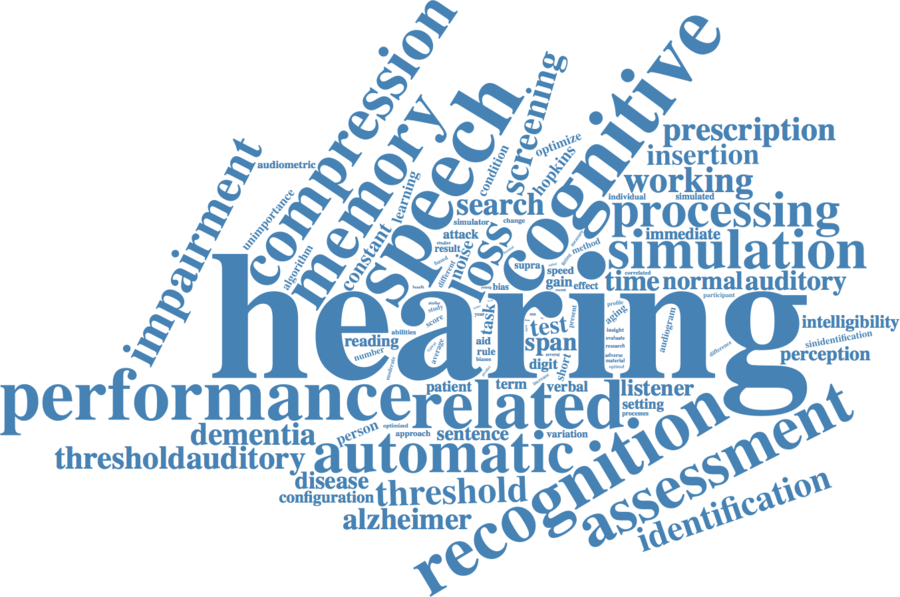 compression
cognitive
memory
speech
screening
impairment
audiometric
optimize
prescription
condition
hopkins
insertion
learning
working
unimportance
search
individual
simulated
constant
simulator
change
processing
algorithm
attack
loss
immediate
simulation
result
noise
method
different
supra
speed
correlated
hearing
bias
gain
effect
time
normal
auditory
participant
study
score
task
test
present
aging
audiogram
intelligibility
abilities
reading
average
number
moderate
aid
rule
span
digit
short
insight
evaluate
research
adverse
material
profile
sinidentification
difference
perception
performance
related
patient
term
verbal
listener
setting
processes
person
optimized
approach
sentence
variation
dementia
thresholdauditory
automatic
recognition
assessment
disease
configuration
threshold
identification
alzheimer